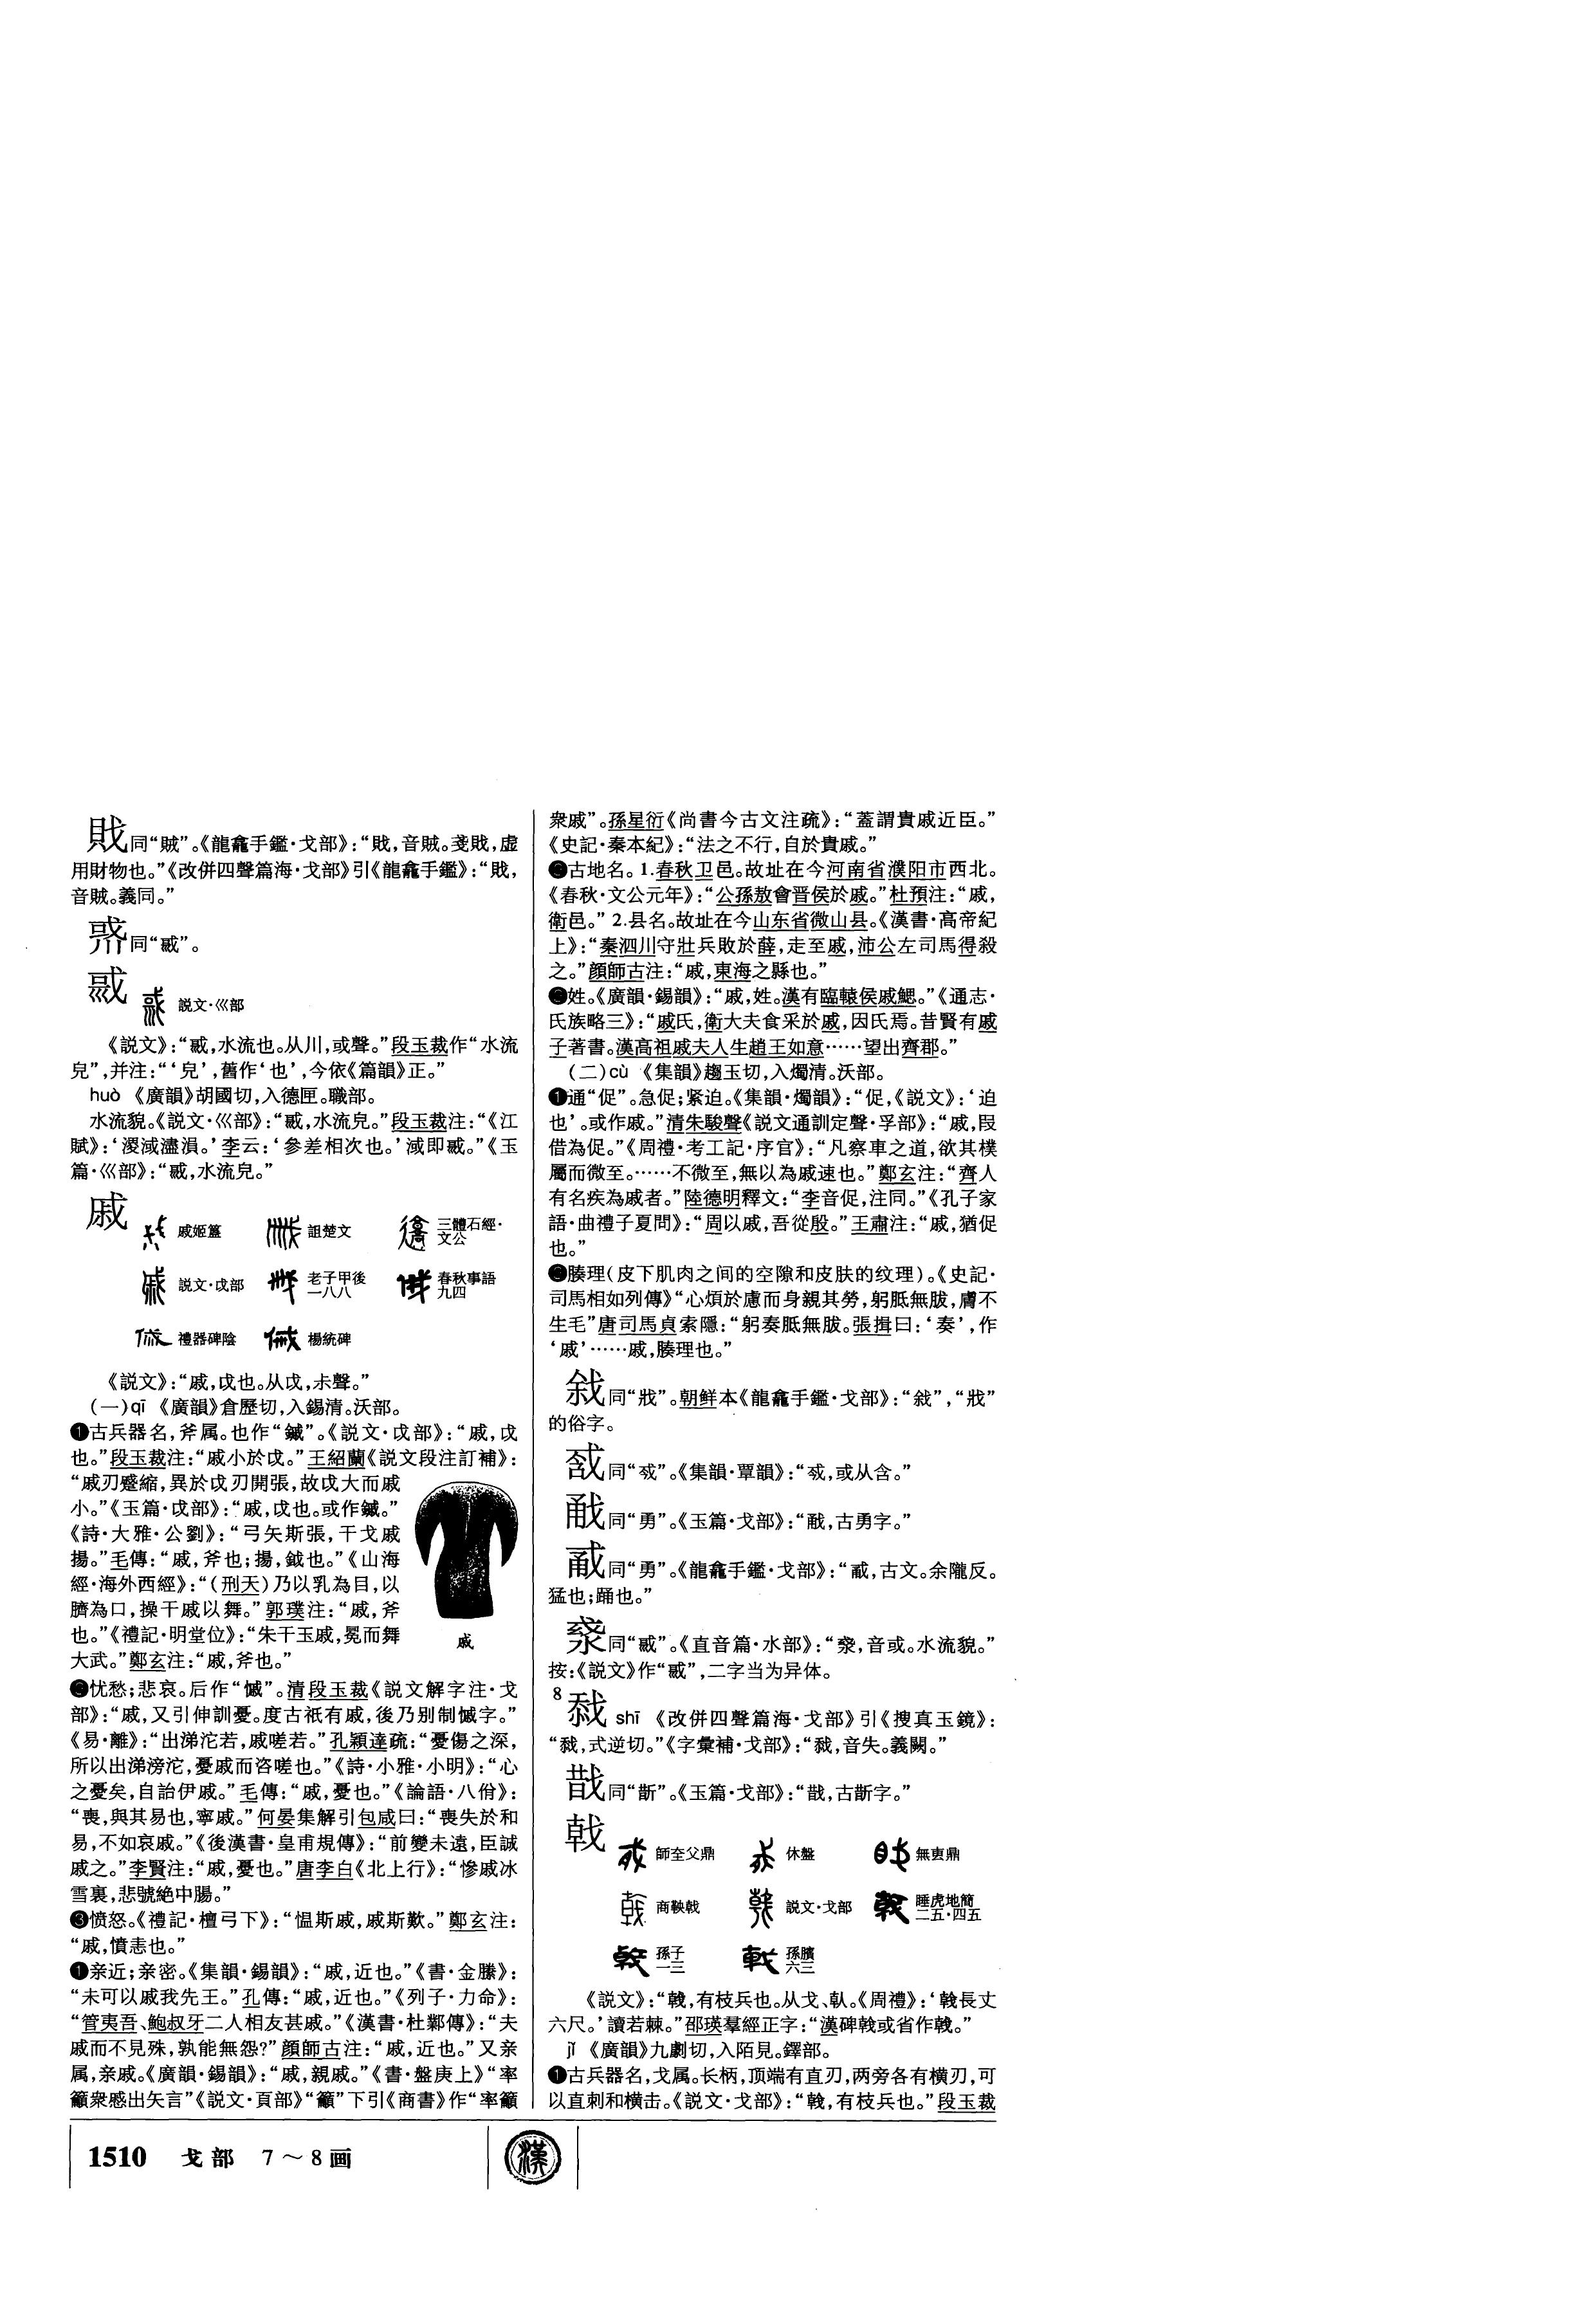 戝同“賊”。《龍龕手鑑·戈部》：“戝，音賊。戔戝，虛
用財物也。”《改併四聲篇海·戈部》引《龍龕手鑑》：“戝，
音賊。義同。”
同“戫”。
説文·巛部
《説文》：“，水流也。从川，或聲。”段玉裁作“水流
皃”，并注：“‘皃’，舊作‘也’，今依《篇韻》正。”
huò 《廣韻》胡國切，入德匣。職部。
水流貌。《説文·巛部》：“，水流皃。”段玉裁注：“《江
賦》：‘溭淢濜溳。’李云：‘參差相次也。’淢即。”《玉
篇·巛部》：“，水流皃。”
戚
戚姬簋 詛楚文 三體石經·文公
説文·戉部 老子甲後一八八 春秋事語九四
禮器碑陰 楊統碑
《説文》：“戚，戉也。从戉，尗聲。”
（一）qī 《廣韻》倉歷切，入錫清。沃部。
❶古兵器名，斧属。也作“鏚”。《説文·戉部》：“戚，戉
也。”段玉裁注：“戚小於戉。”王紹蘭《説文段注訂補》：
“戚刃蹙縮，異於戉刃開張，故戉大而戚
小。”《玉篇·戉部》：“戚，戉也。或作鏚。”
《詩·大雅·公劉》：“弓矢斯張，干戈戚
揚。”毛傳：“戚，斧也；揚，鉞也。”《山海
經·海外西經》：“（刑天）乃以乳為目，以
臍為口，操干戚以舞。”郭璞注：“戚，斧
也。”《禮記·明堂位》：“朱干玉戚，冕而舞
大武。”鄭玄注：“戚，斧也。”
戚
❷忧愁；悲哀。后作“慽”。清段玉裁《説文解字注·戈
部》：“戚，又引伸訓憂。度古衹有戚，後乃别制慽字。”
《易·離》：“出涕沱若，戚嗟若。”孔穎達疏：“憂傷之深，
所以出涕滂沱，憂戚而咨嗟也。”《詩·小雅·小明》：“心
之憂矣，自詒伊戚。”毛傳：“戚，憂也。”《論語·八佾》：
“喪，與其易也，寧戚。”何晏集解引包咸曰：“喪失於和
易，不如哀戚。”《後漢書·皇甫規傳》：“前變未遠，臣誠
戚之。”李賢注：“戚，憂也。”唐李白《北上行》：“慘戚冰
雪裏，悲號絶中腸。”
❸愤怒。《禮記·檀弓下》：“愠斯戚，戚斯歎。”鄭玄注：
“戚，憤恚也。”
❶亲近；亲密。《集韻·錫韻》：“戚，近也。”《書·金縢》：
“未可以戚我先王。”孔傳：“戚，近也。”《列子·力命》：
“管夷吾、鮑叔牙二人相友甚戚。”《漢書·杜鄴傳》：“夫
戚而不見殊，孰能無怨？”顔師古注：“戚，近也。”又亲
属，亲戚。《廣韻·錫韻》：“戚，親戚。”《書·盤庚上》“率
籲衆慼出矢言”《説文·頁部》“籲”下引《商書》作“率籲
衆戚”。孫星衍《尚書今古文注疏》：“蓋謂貴戚近臣。”
《史記·秦本紀》：“法之不行，自於貴戚。”
古地名。1.春秋卫邑。故址在今河南省濮阳市西北。
《春秋·文公元年》：“公孫敖會晋侯於戚。”杜預注：“戚，
衛邑。”2.县名。故址在今山东省微山县。《漢書·高帝紀
上》：“秦泗川守壯兵敗於薛，走至戚，沛公左司馬得殺
之。”顔師古注：“戚，東海之縣也。”
姓。《廣韻·錫韻》：“戚，姓。漢有臨轅侯戚鰓。”《通志·
氏族略三》：“戚氏，衛大夫食采於戚，因氏焉。昔賢有戚
子著書。漢高祖戚夫人生趙王如意……望出齊郡。”
（二）cù 《集韻》趨玉切，入燭清。沃部。
❶通“促”。急促；紧迫。《集韻·燭韻》：“促，《説文》：‘迫
也’。或作戚。”清朱駿聲《説文通訓定聲·孚部》：“戚，叚
借為促。”《周禮·考工記·序官》：“凡察車之道，欲其樸
屬而微至。……不微至，無以為戚速也。”鄭玄注：“齊人
有名疾為戚者。”陸德明釋文：“李音促，注同。”《孔子家
語·曲禮子夏問》：“周以戚，吾從殷。”王肅注：“戚，猶促
也。”
❷腠理（皮下肌肉之间的空隙和皮肤的纹理）。《史記·
司馬相如列傳》“心煩於慮而身親其勞，躬胝無胈，膚不
生毛”唐司馬貞索隱：“躬奏胝無胈。張揖曰：‘奏’，作
‘戚’……戚，腠理也。”
同“戕”。朝鲜本《龍龕手鑑·戈部》：“”，“戕”
的俗字。
同“”。《集韻·覃韻》：“，或从含。”
同“勇”。《玉篇·戈部》：“，古勇字。”
同“勇”。《龍龕手鑑·戈部》：“，古文。余隴反。
猛也；踊也。”
同“”。《直音篇·水部》：“，音或。水流貌。”
按：《説文》作“”，二字当为异体。
8 shī 《改併四聲篇海·戈部》引《搜真玉鏡》：
“，式逆切。”《字彙補·戈部》：“，音失。義闕。”
同“斮”。《玉篇·戈部》：“，古斮字。”
戟
師𡘇父鼎 休盤 無叀鼎
商鞅戟 説文·戈部 睡虎地簡二五·四五
孫子一三 孫臏六三
《説文》：“㦸，有枝兵也。从戈、倝。《周禮》：‘㦸長丈
六尺。’讀若棘。”邵瑛羣經正字：“漢碑㦸或省作戟。”
jǐ 《廣韻》几劇切，入陌見。鐸部。
❶古兵器名，戈属。长柄，顶端有直刃，两旁各有横刃，可
以直刺和横击。《説文·戈部》：“㦸，有枝兵也。”段玉裁
1510 戈部 7～8画
漢